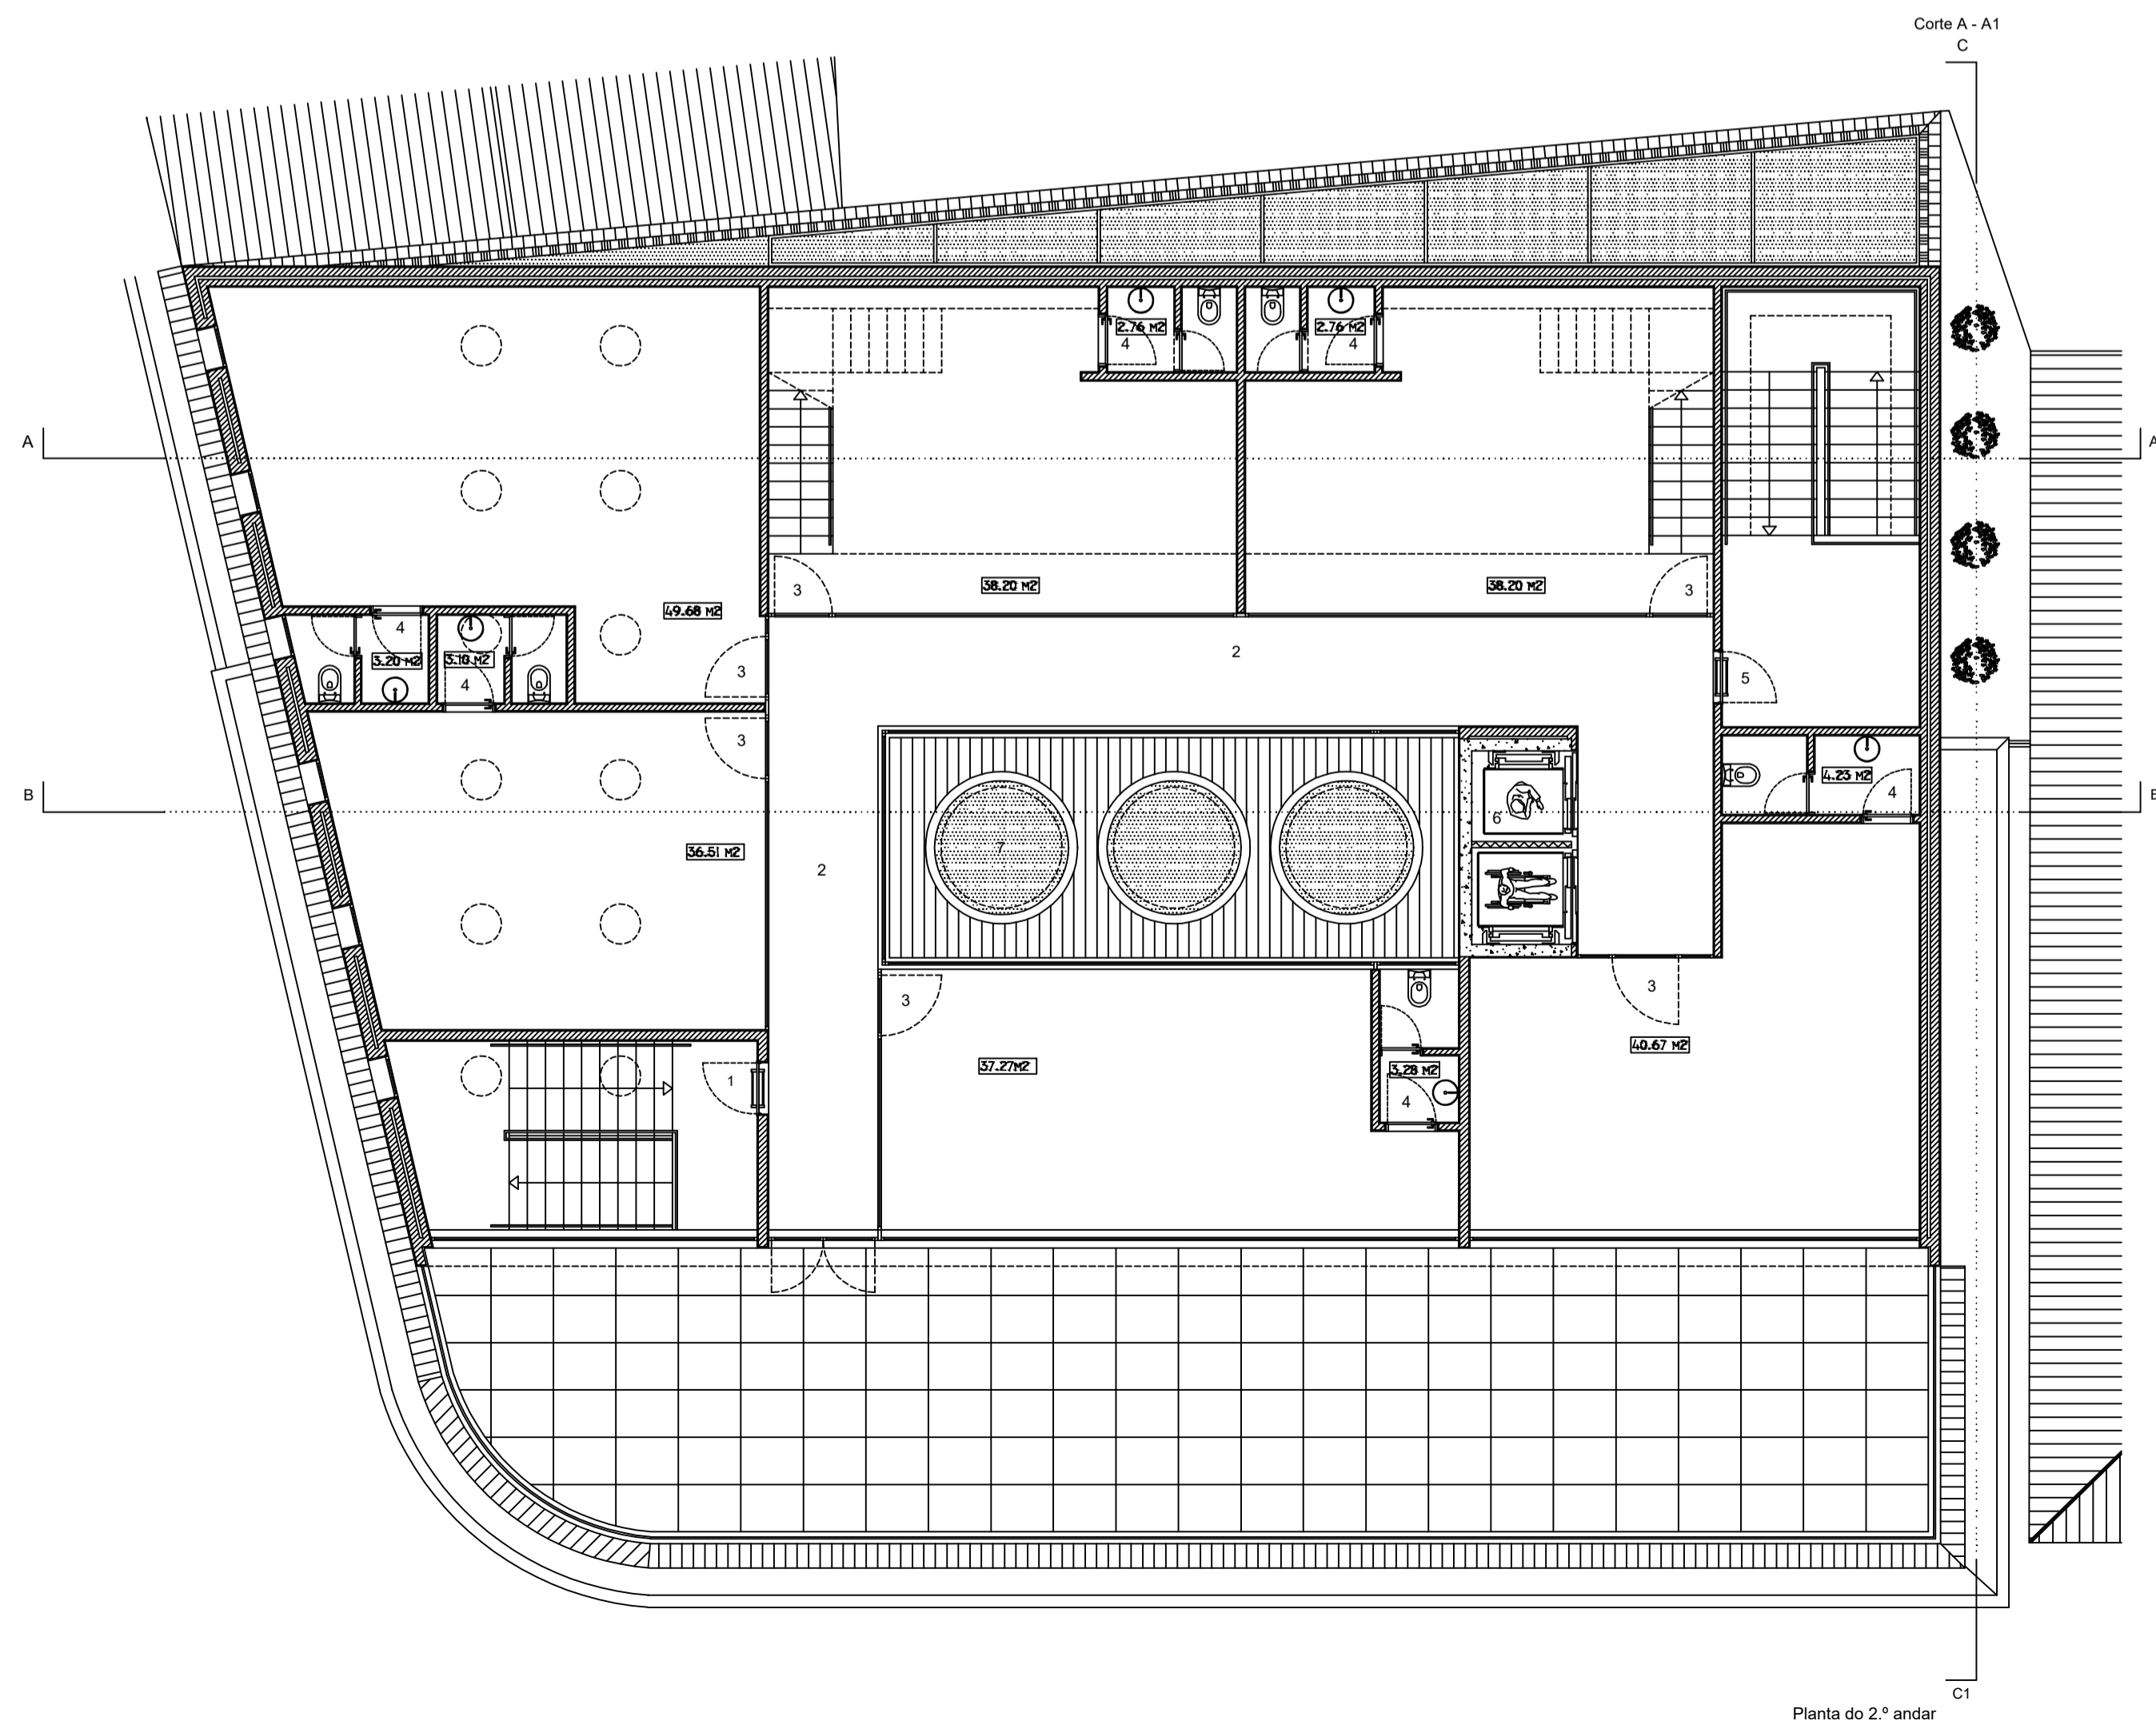 Corte A - A1
C
2.76 M2
2.76 M2
4
4
A
3
38.20 M2
38.20 M2
3
49.68 M2
4
3.20 M2
3.10 M2
4
3
2
5
3
4.23 M2
4
B
6
7
36.51 M2
2
3
3
40.67 M2
37.27M2
3.28 M2
1
4
C1
Planta do 2.º andar